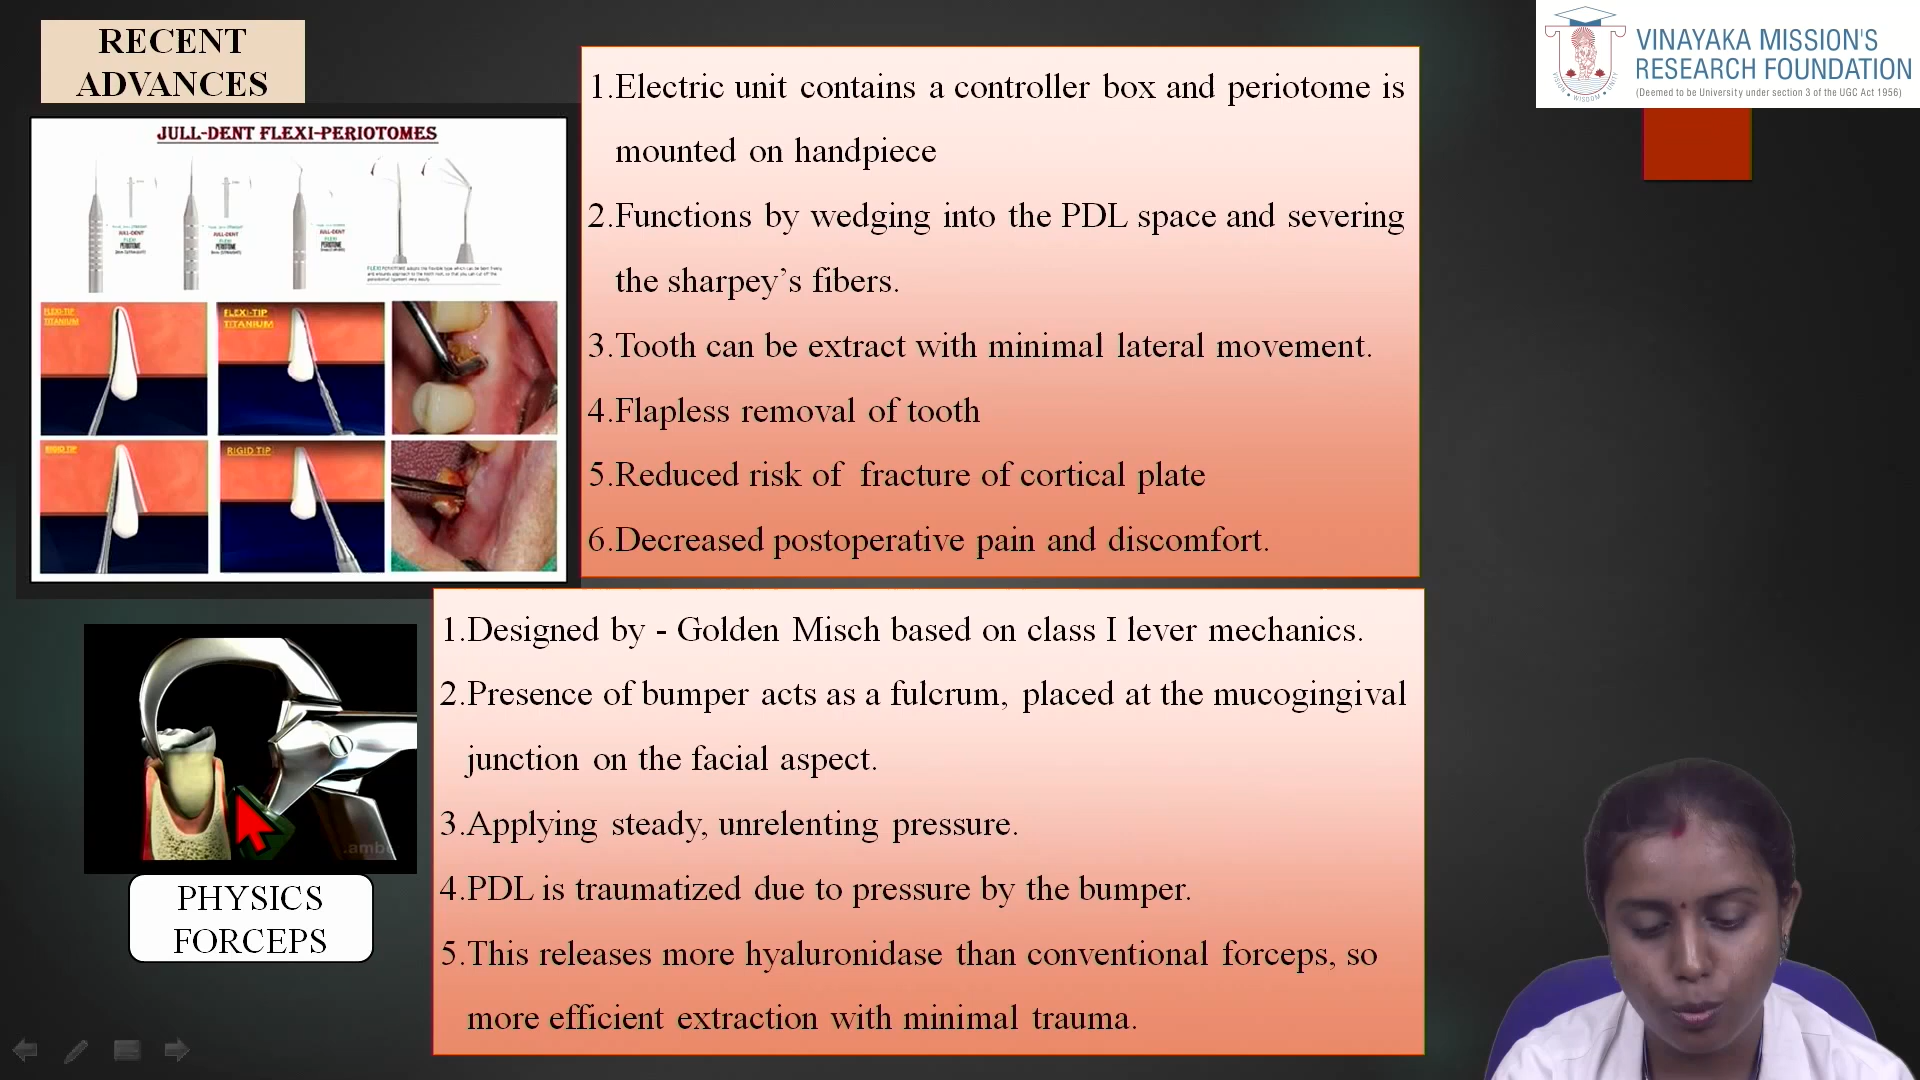 RECENT
ADVANCES
VINAYAKA MISSION'S
RESEARCH FOUNDATION
(Deemed to be University under section 3 of the UGC Act 1956)
JULL-DENT FLEXI-PERIOTOMES
FLEXI-TIP
TITANIUM
FLEXI-TIP
TITANIUM
RIGID TIP
RIGID TIP
1.Electric unit contains a controller box and periotome is
mounted on handpiece
2.Functions by wedging into the PDL space and severing
the sharpey’s fibers.
3.Tooth can be extract with minimal lateral movement.
4.Flapless removal of tooth
5.Reduced risk of fracture of cortical plate
6.Decreased postoperative pain and discomfort.
PHYSICS
FORCEPS
1.Designed by - Golden Misch based on class I lever mechanics.
2.Presence of bumper acts as a fulcrum, placed at the mucogingival
junction on the facial aspect.
3.Applying steady, unrelenting pressure.
4.PDL is traumatized due to pressure by the bumper.
5.This releases more hyaluronidase than conventional forceps, so
more efficient extraction with minimal trauma.